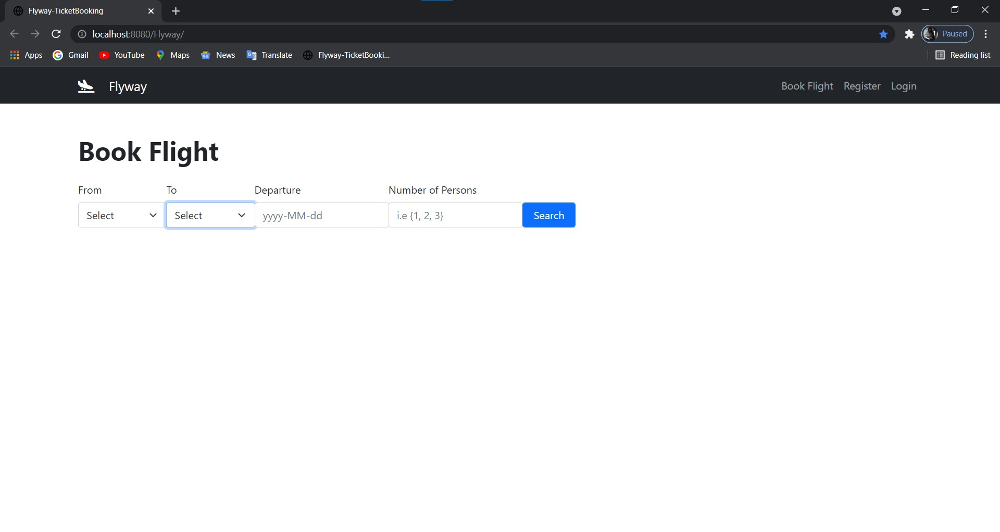 Flyway-TicketBooking
localhost:8080/Flyway/
Paused
Apps Gmail YouTube Maps News Translate Flyway-TicketBooki... Reading list
Flyway Book Flight Register Login
Book Flight
From To Departure Number of Persons
Select Select yyyy-MM-dd i.e {1, 2, 3} Search